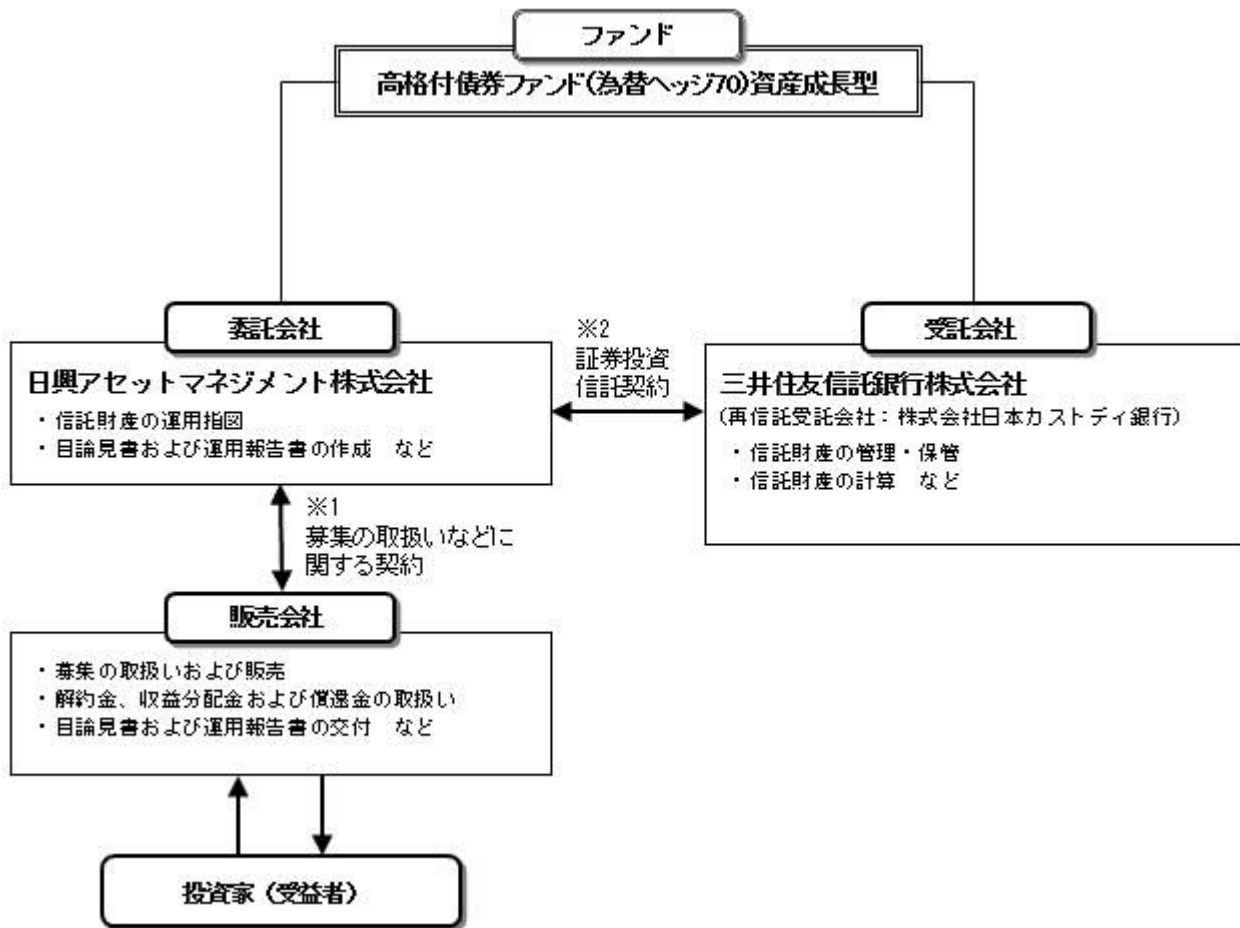 ファンド
高格付債券ファンド(為替ヘッジ70)資産成長型
委託会社
日興アセットマネジメント株式会社
・信託財産の運用指図
・目論見書および運用報告書の作成　など
※2
証券投資
信託契約
受託会社
三井住友信託銀行株式会社
(再信託受託会社：株式会社日本カストディ銀行)
・信託財産の管理・保管
・信託財産の計算　など
※1
募集の取扱いなどに
関する契約
販売会社
・募集の取扱いおよび販売
・解約金、収益分配金および償還金の取扱い
・目論見書および運用報告書の交付　など
投資家（受益者）